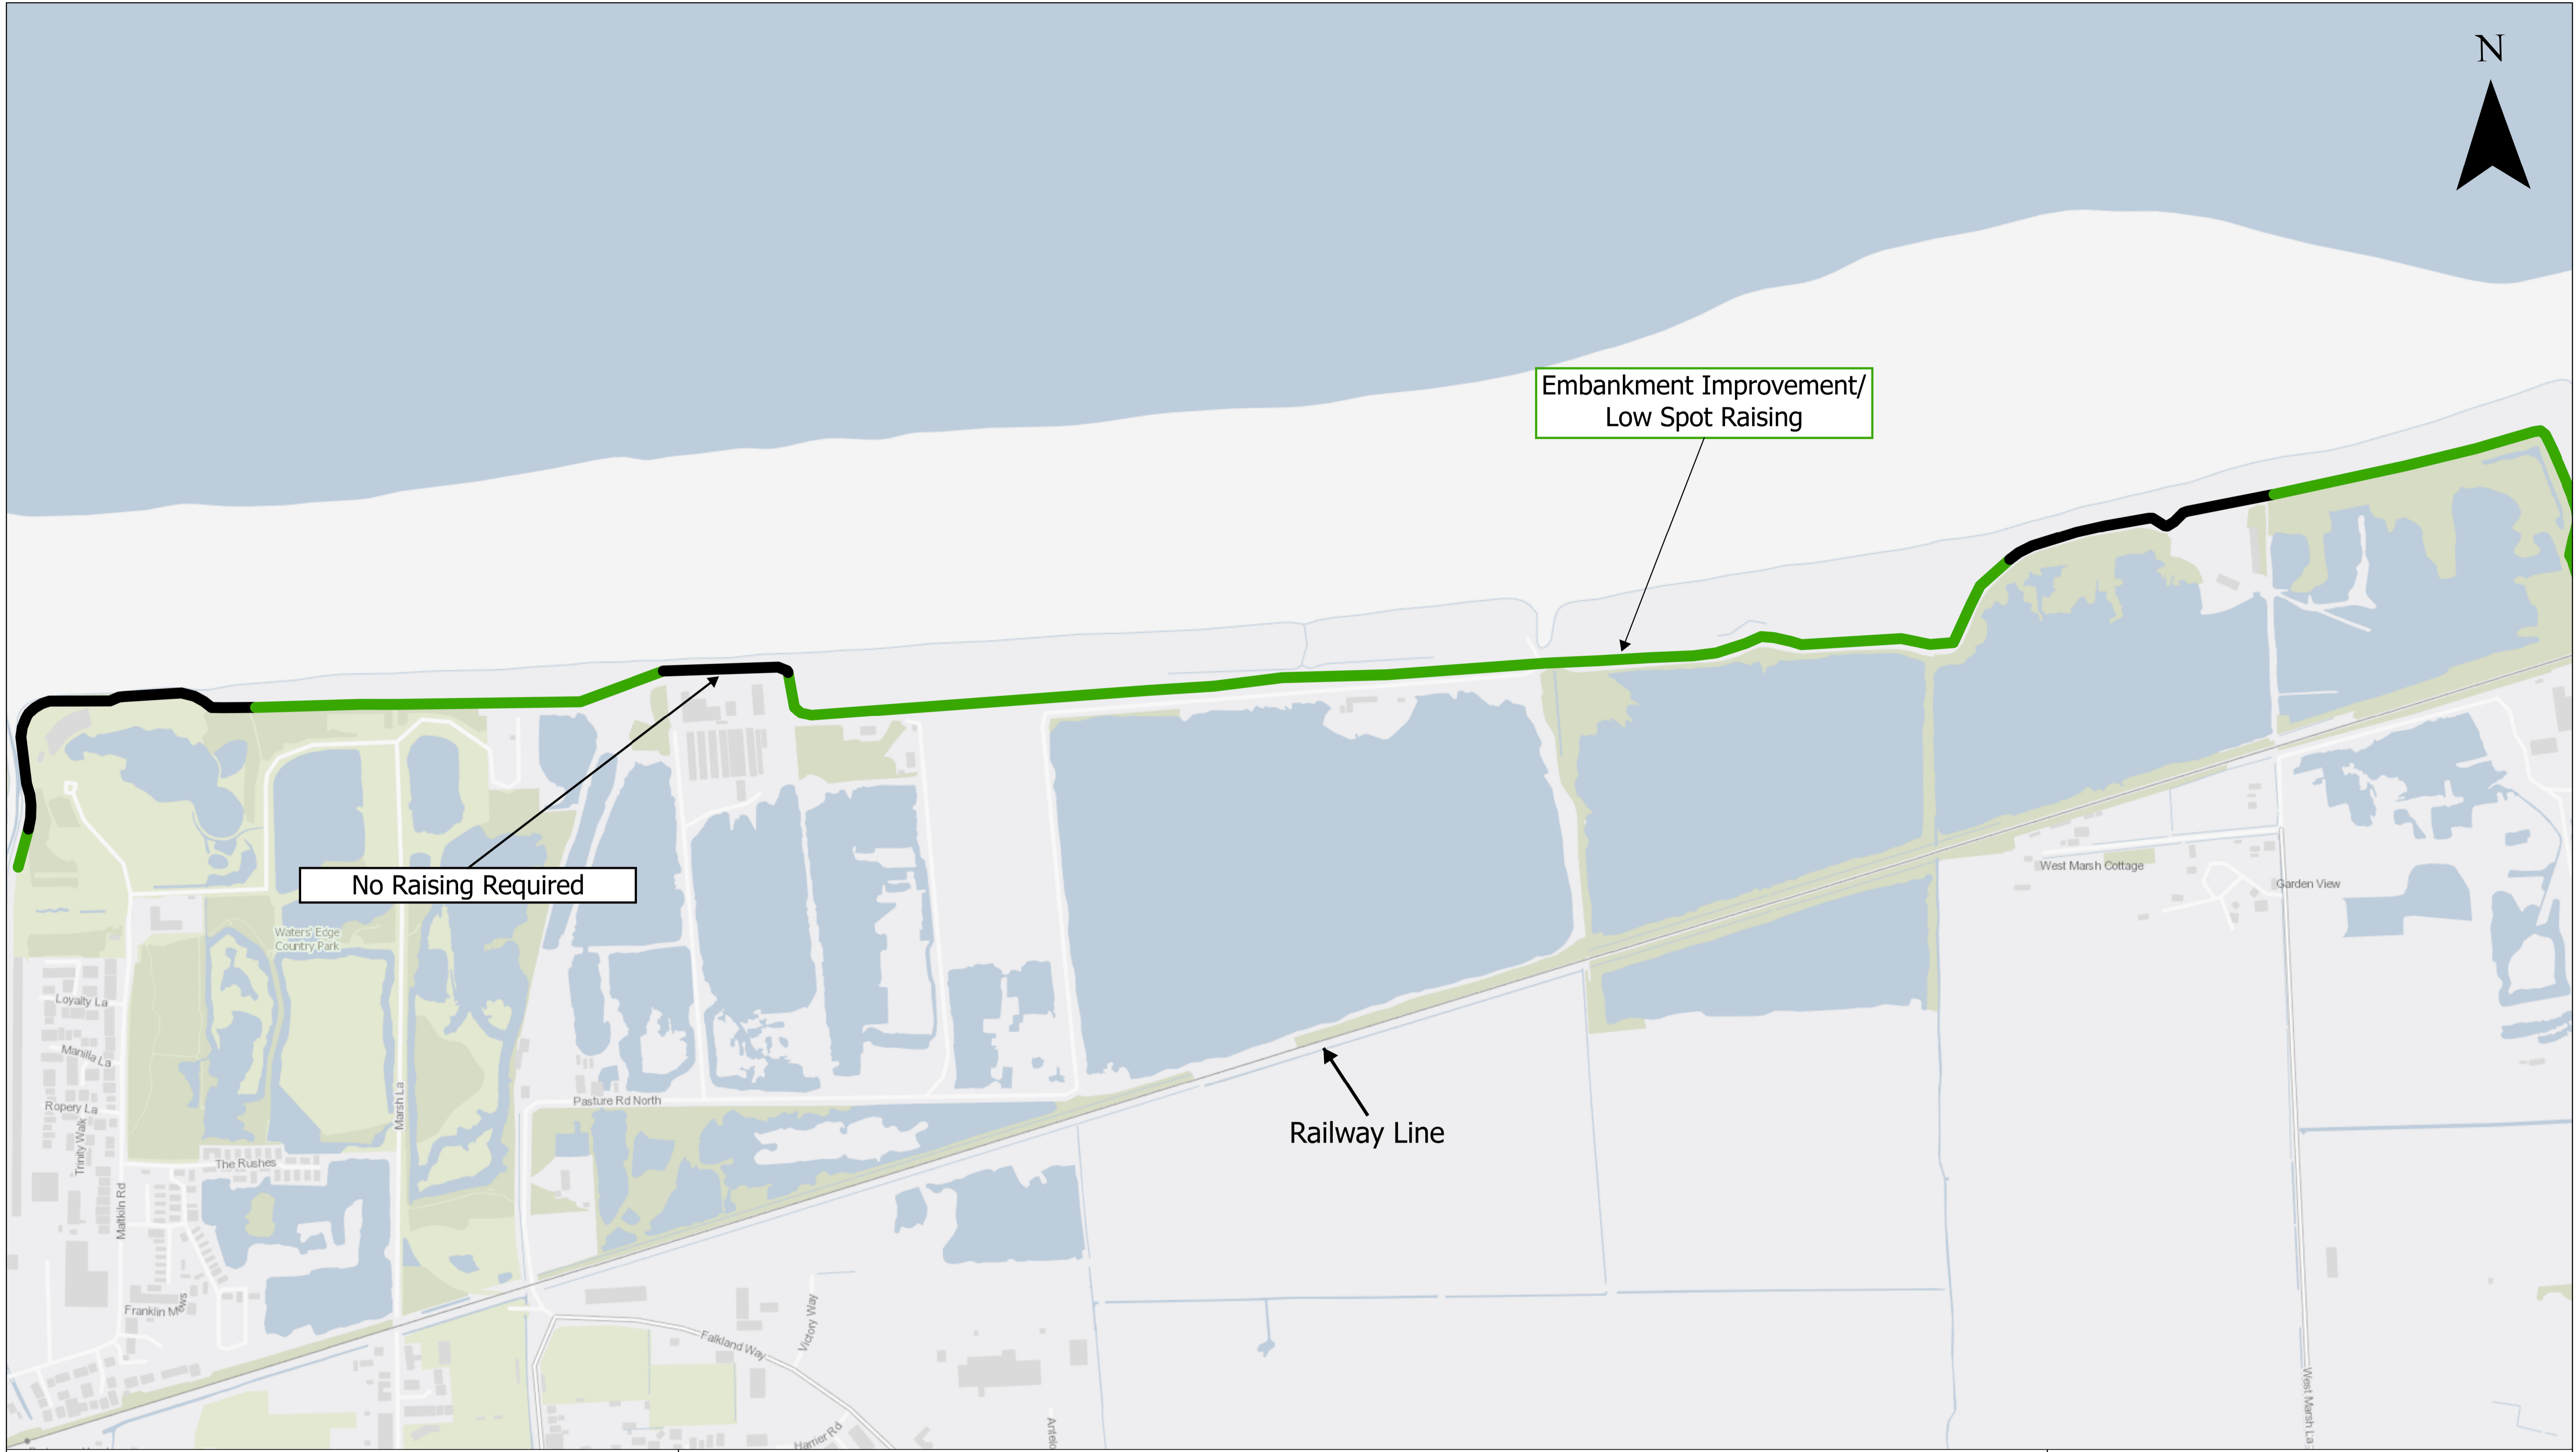 N
Embankment Improvement/
Low Spot Raising
No Raising Required
West Marsh Cottage
Garden View
Waters' Edge
Country Park
Loyalty La
Manilla La
Ropery La
Trinity Walk
Marsh La
Pasture Rd North
Railway Line
The Rushes
Maltkiln Rd
Franklin Mews
Falkland Way
Victory Way
Harrier Rd
West Marsh La